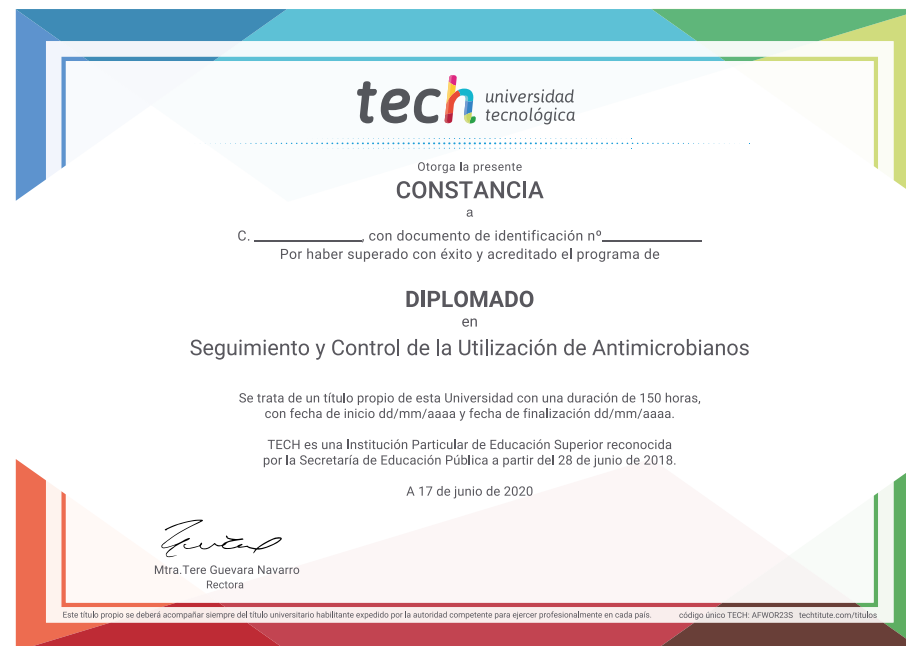 tech universidad
tecnológica
Otorga la presente
CONSTANCIA
a
C. ______________, con documento de identificación nº_____________
Por haber superado con éxito y acreditado el programa de
DIPLOMADO
en
Seguimiento y Control de la Utilización de Antimicrobianos
Se trata de un título propio de esta Universidad con una duración de 150 horas,
con fecha de inicio dd/mm/aaaa y fecha de finalización dd/mm/aaaa.
TECH es una Institución Particular de Educación Superior reconocida
por la Secretaría de Educación Pública a partir del 28 de junio de 2018.
A 17 de junio de 2020
Mtra.Tere Guevara Navarro
Rectora
Este título propio se deberá acompañar siempre del título universitario habilitante expedido por la autoridad competente para ejercer profesionalmente en cada país. código único TECH: AFWOR23S techtitute.com/títulos